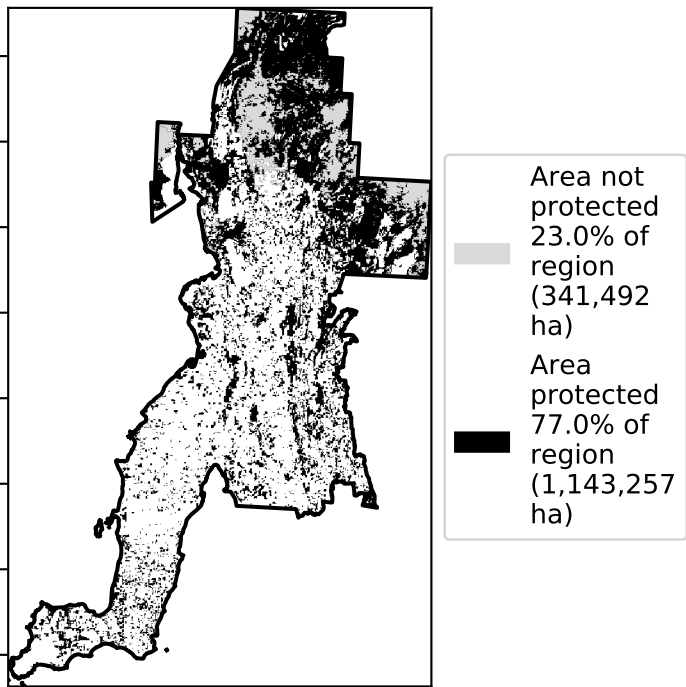 Area not
protected
23.0% of
region
(341,492
ha)
Area
protected
77.0% of
region
(1,143,257
ha)